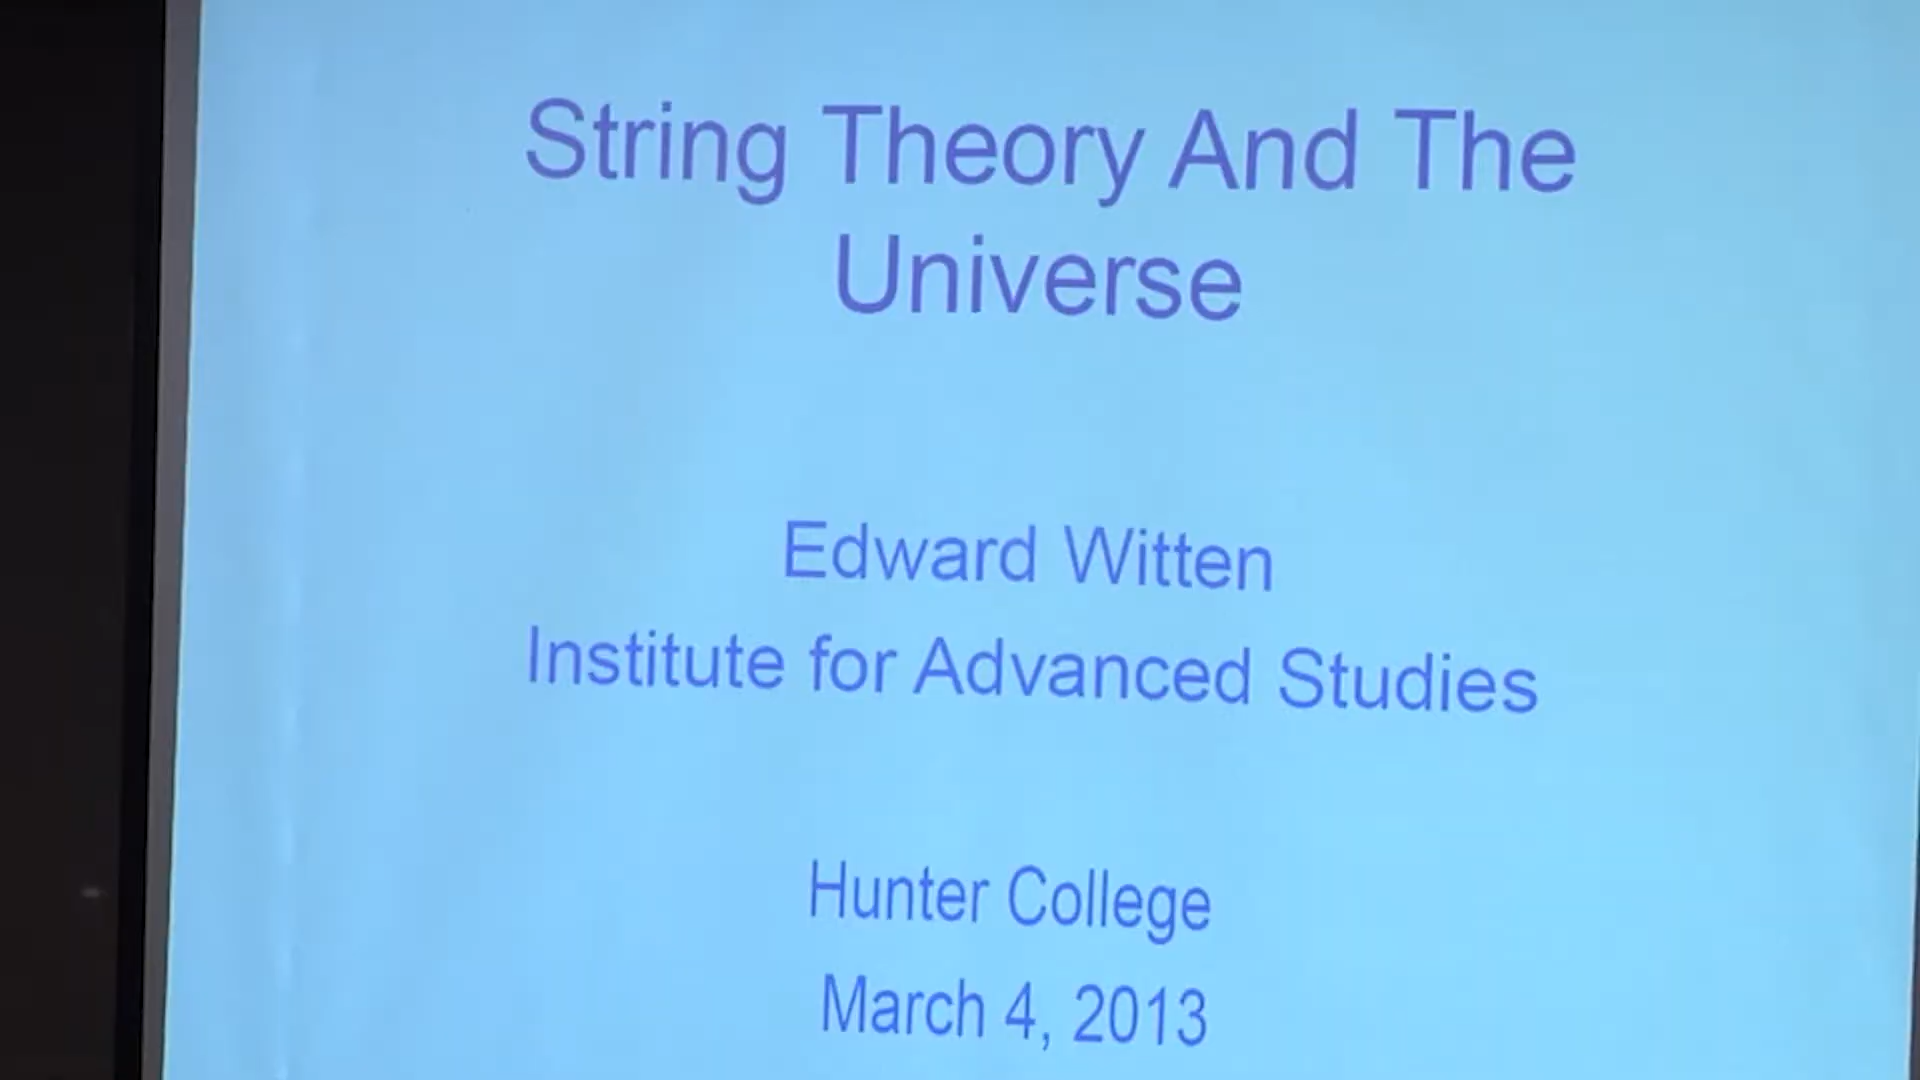 String Theory And The
Universe
Edward Witten
Institute for Advanced Studies
Hunter College
March 4, 2013